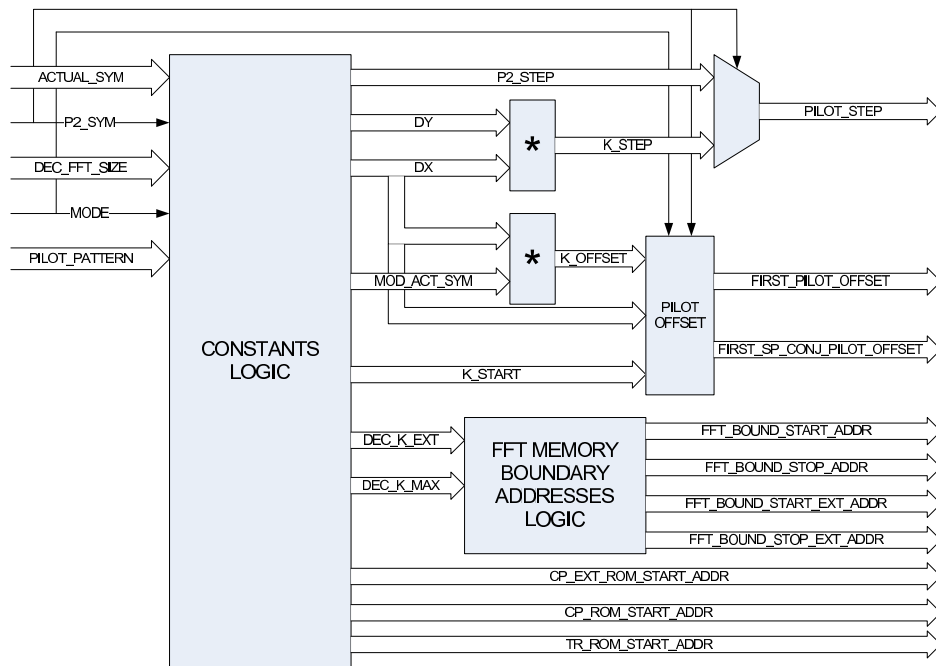 ACTUAL_SYM
P2_SYM
DEC_FFT_SIZE
MODE
PILOT_PATTERN
CONSTANTS
LOGIC
P2_STEP
DY
DX
*
K_STEP
PILOT_STEP
MOD_ACT_SYM
*
K_OFFSET
K_START
PILOT
OFFSET
FIRST_PILOT_OFFSET
FIRST_SP_CONJ_PILOT_OFFSET
DEC_K_EXT
DEC_K_MAX
FFT MEMORY
BOUNDARY
ADDRESSES
LOGIC
FFT_BOUND_START_ADDR
FFT_BOUND_STOP_ADDR
FFT_BOUND_START_EXT_ADDR
FFT_BOUND_STOP_EXT_ADDR
CP_EXT_ROM_START_ADDR
CP_ROM_START_ADDR
TR_ROM_START_ADDR